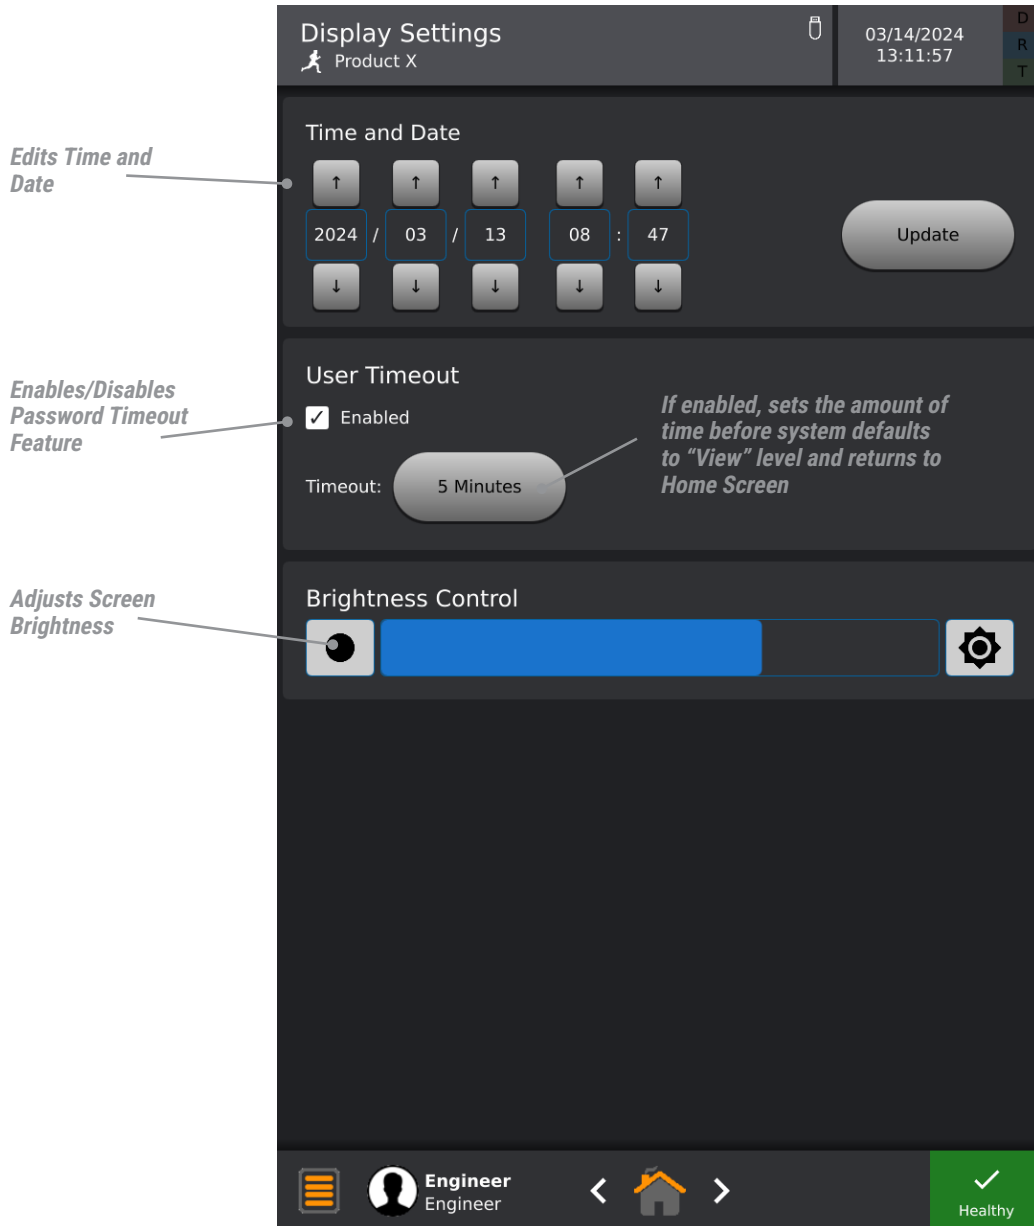 Display Settings
Product X
03/14/2024
13:11:57
D
R
T
Time and Date
Edits Time and
Date
↑ ↑ ↑ ↑ ↑
2024 / 03 / 13 08 : 47
Update
↓ ↓ ↓ ↓ ↓
User Timeout
Enables/Disables
Password Timeout
Feature
✓ Enabled
If enabled, sets the amount of
time before system defaults
to “View” level and returns to
Home Screen
Timeout: 5 Minutes
Adjusts Screen
Brightness
Brightness Control
Engineer
Engineer
Healthy